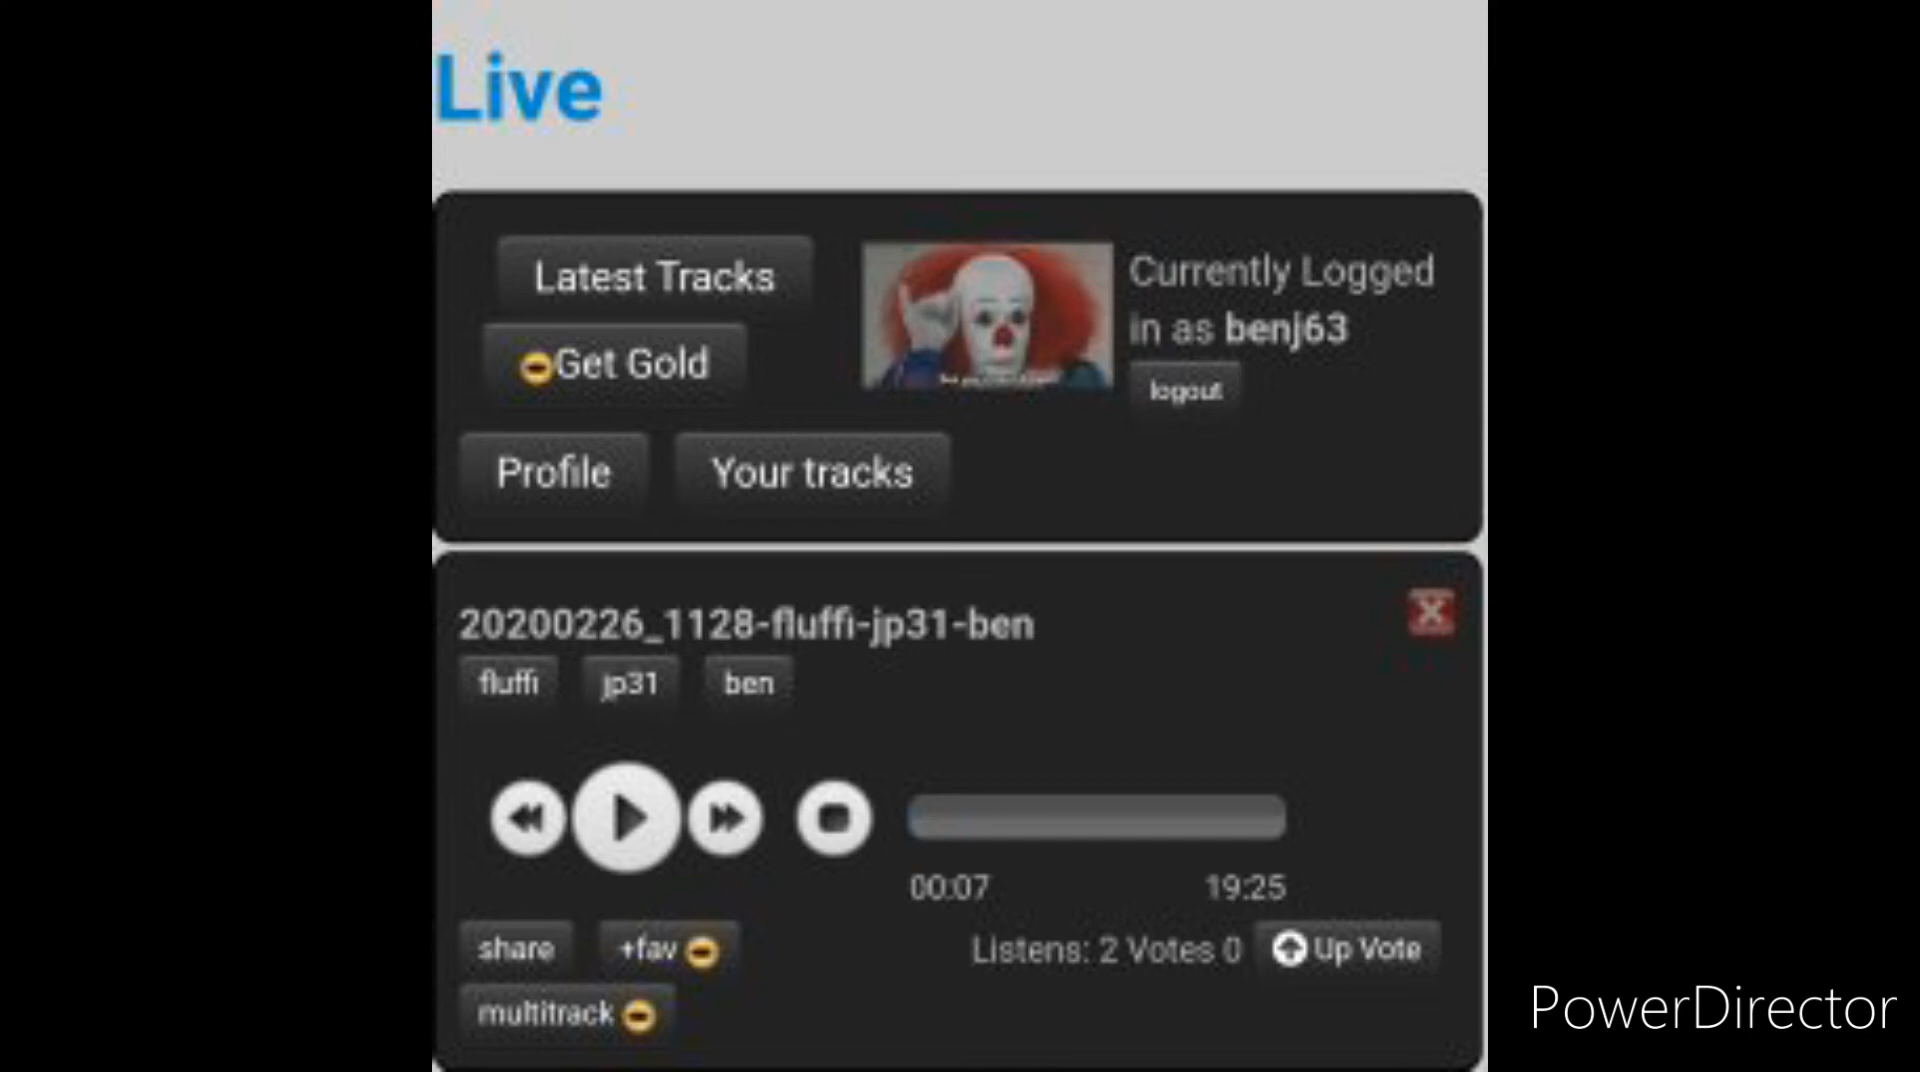 Live
Latest Tracks
Get Gold
Currently Logged
in as benj63
logout
Profile
Your tracks
20200226_1128-fluffi-jp31-ben
fluffi
jp31
ben
00:07
19:25
share
+fav
Listens: 2 Votes 0
Up Vote
multitrack
PowerDirector